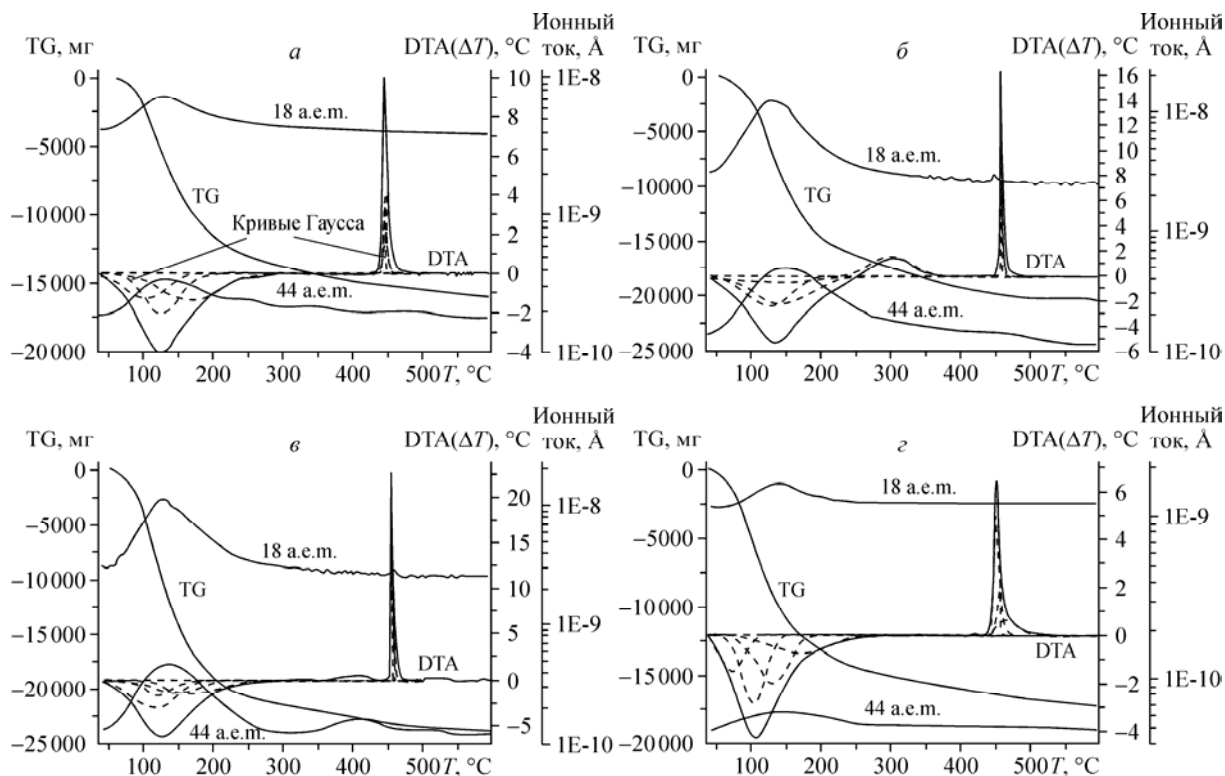 Ионный
TG, мг
а
DTA(ΔT), °C
ток, Å
0
−5000
−10 000
−15 000
−20 000
18 а.е.m.
TG
Кривые Гаусса
DTA
44 а.е.m.
10
8
6
4
2
0
−2
−4
1E-8
1E-9
1E-10
100 200 300 400 500 T, °C
Ионный
TG, мг
б
DTA(ΔT), °C
ток, Å
0
−5000
−10 000
−15 000
−20 000
−25 000
18 а.е.m.
TG
DTA
44 а.е.m.
16
14
12
10
8
6
4
2
0
−2
−4
−6
1E-8
1E-9
1E-10
100 200 300 400 500 T, °C
Ионный
TG, мг
в
DTA(ΔT), °C
ток, Å
0
−5000
−10 000
−15 000
−20 000
−25 000
18 а.е.m.
TG
DTA
44 а.е.m.
20
15
10
5
0
−5
1E-8
1E-9
1E-10
100 200 300 400 500 T, °C
Ионный
TG, мг
г
DTA(ΔT), °C
ток, Å
0
−5000
−10 000
−15 000
−20 000
18 а.е.m.
TG
DTA
44 а.е.m.
6
4
2
0
−2
−4
1E-9
1E-10
100 200 300 400 500 T, °C